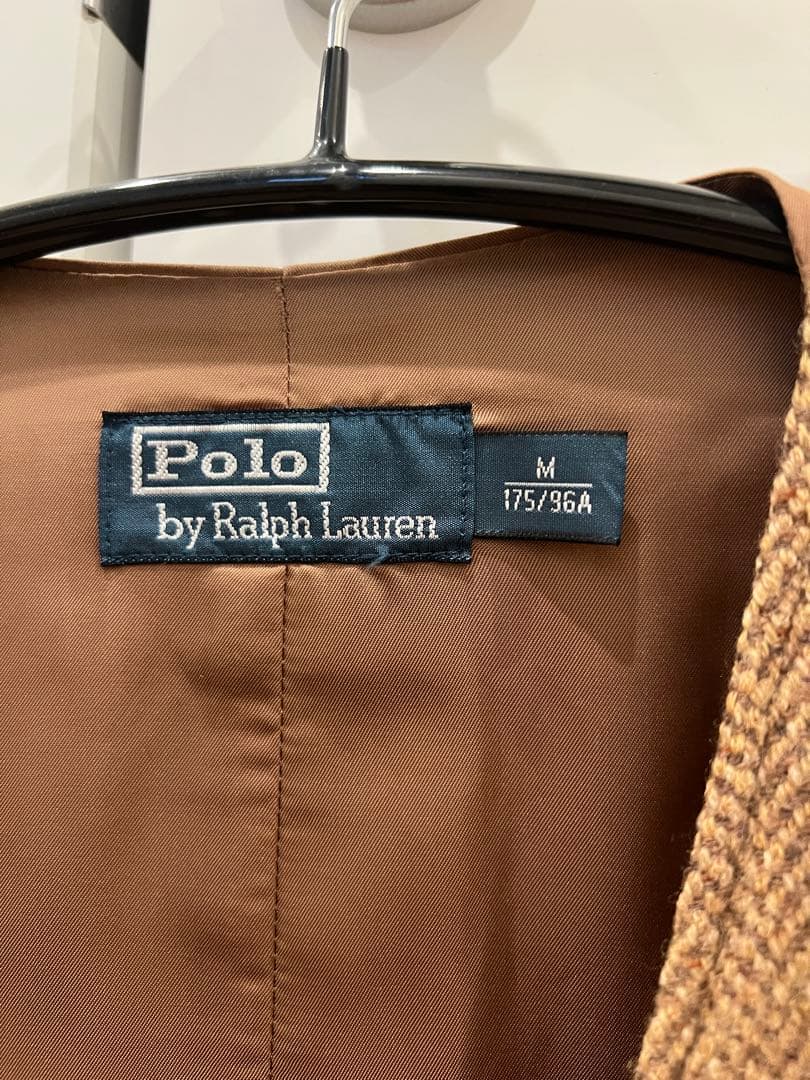 Polo
by Ralph Lauren
M
175/96A